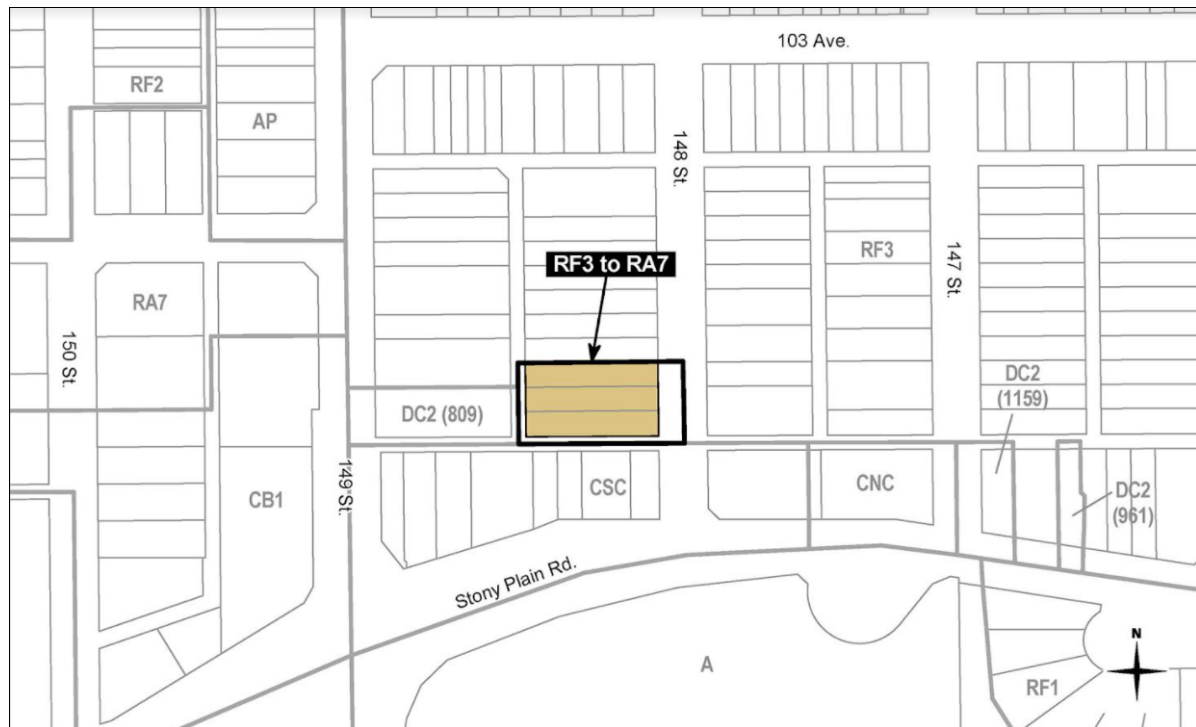 103 Ave.
RF2
AP
148 St.
RF3
147 St.
RF3 to RA7
RA7
150 St.
DC2
(1159)
DC2 (809)
149 St.
CB1
CSC
CNC
DC2
(961)
Stony Plain Rd.
A
N
RF1